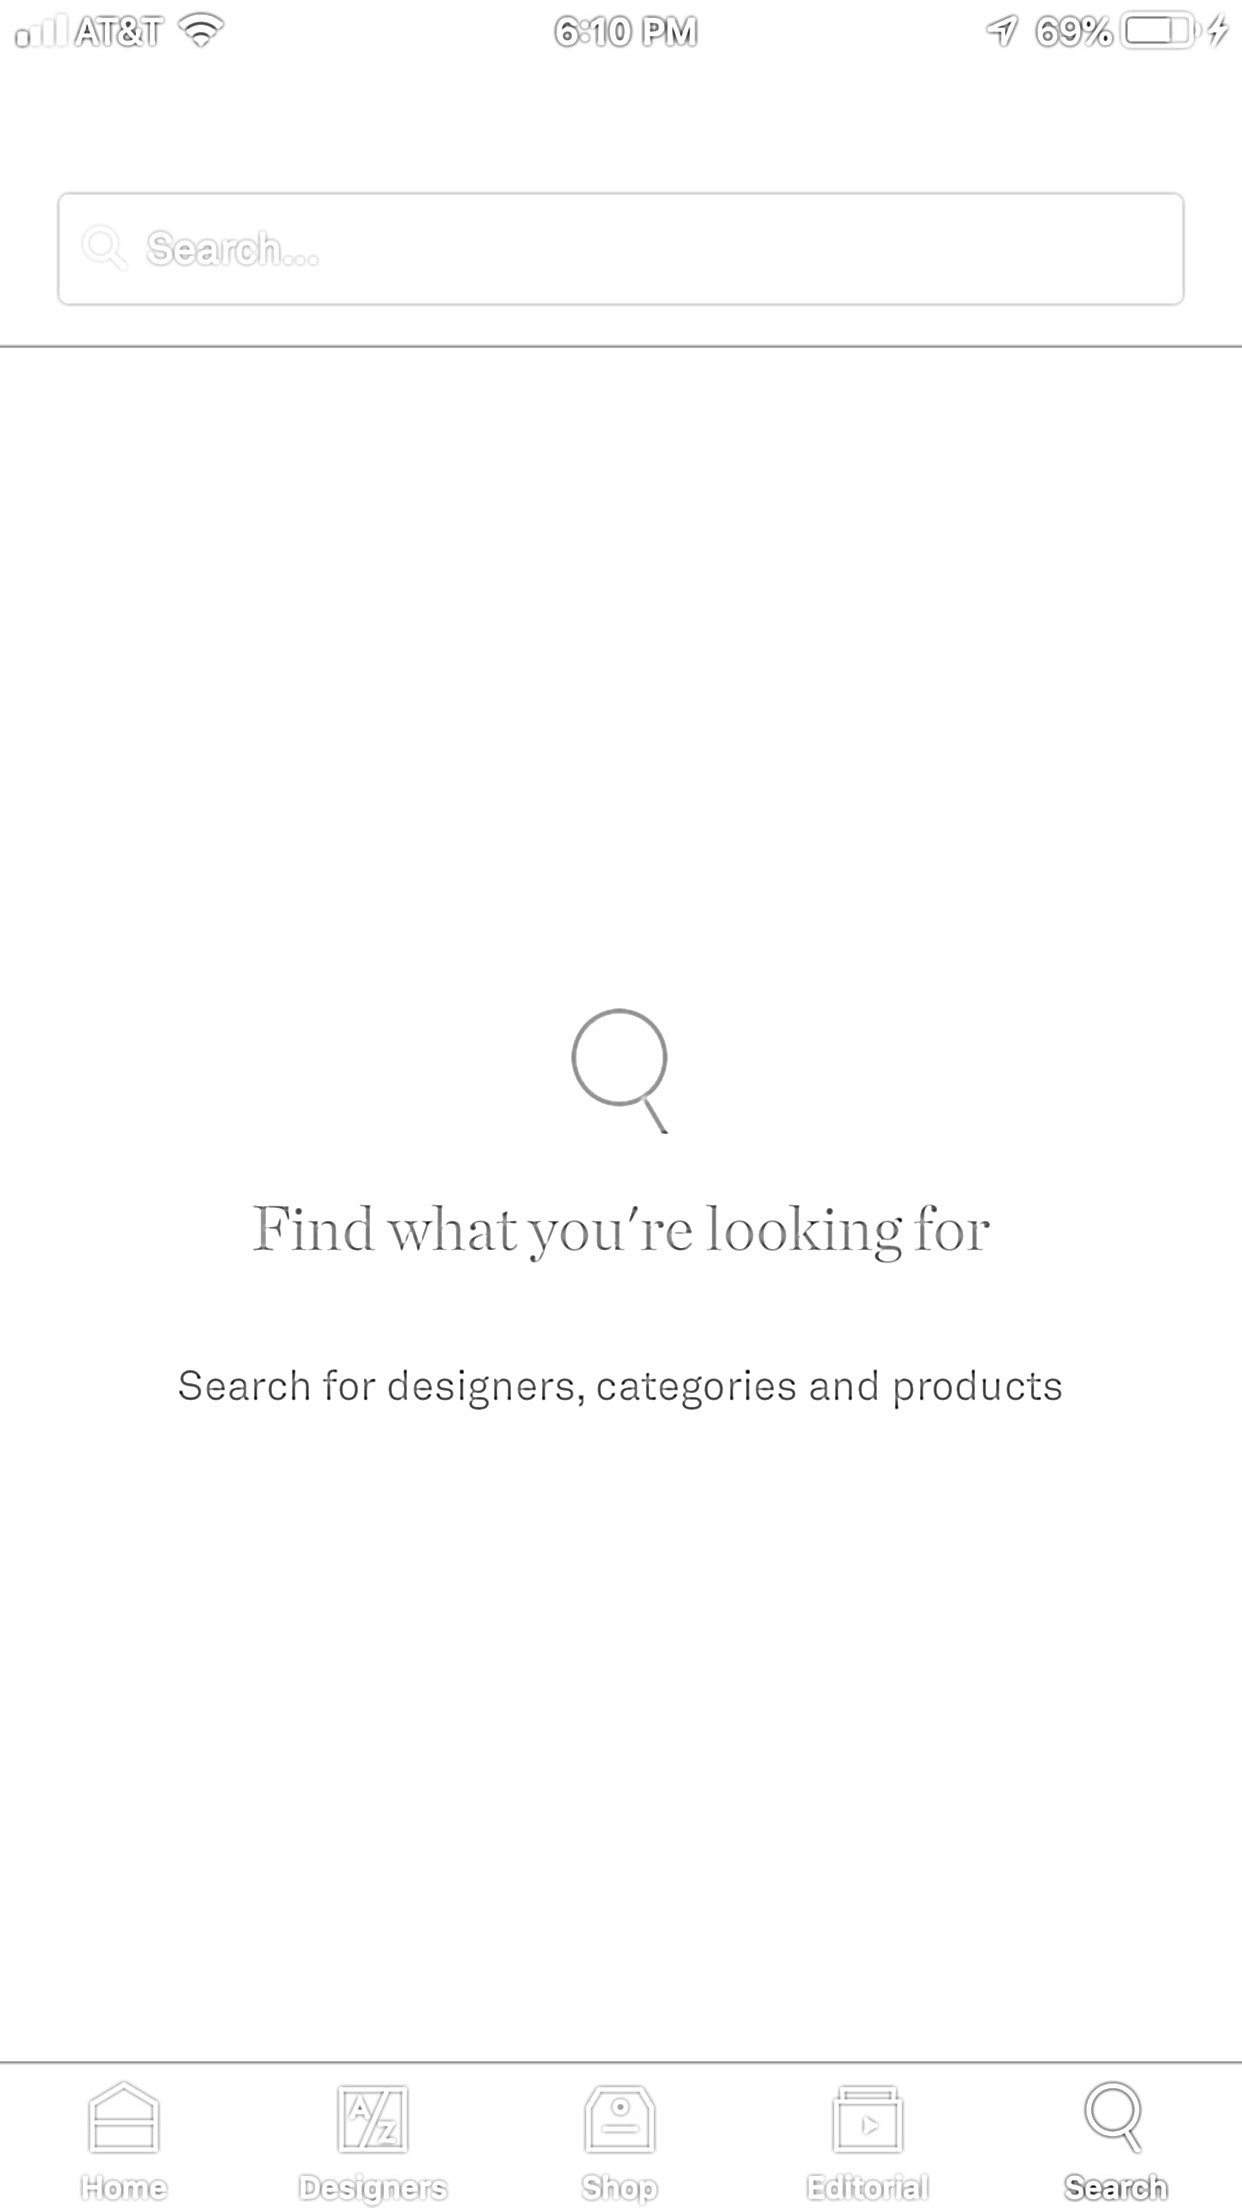 AT&T 6:10 PM 69%
Search...
Find what you're looking for
Search for designers, categories and products
A/Z
Home Designers Shop Editorial Search